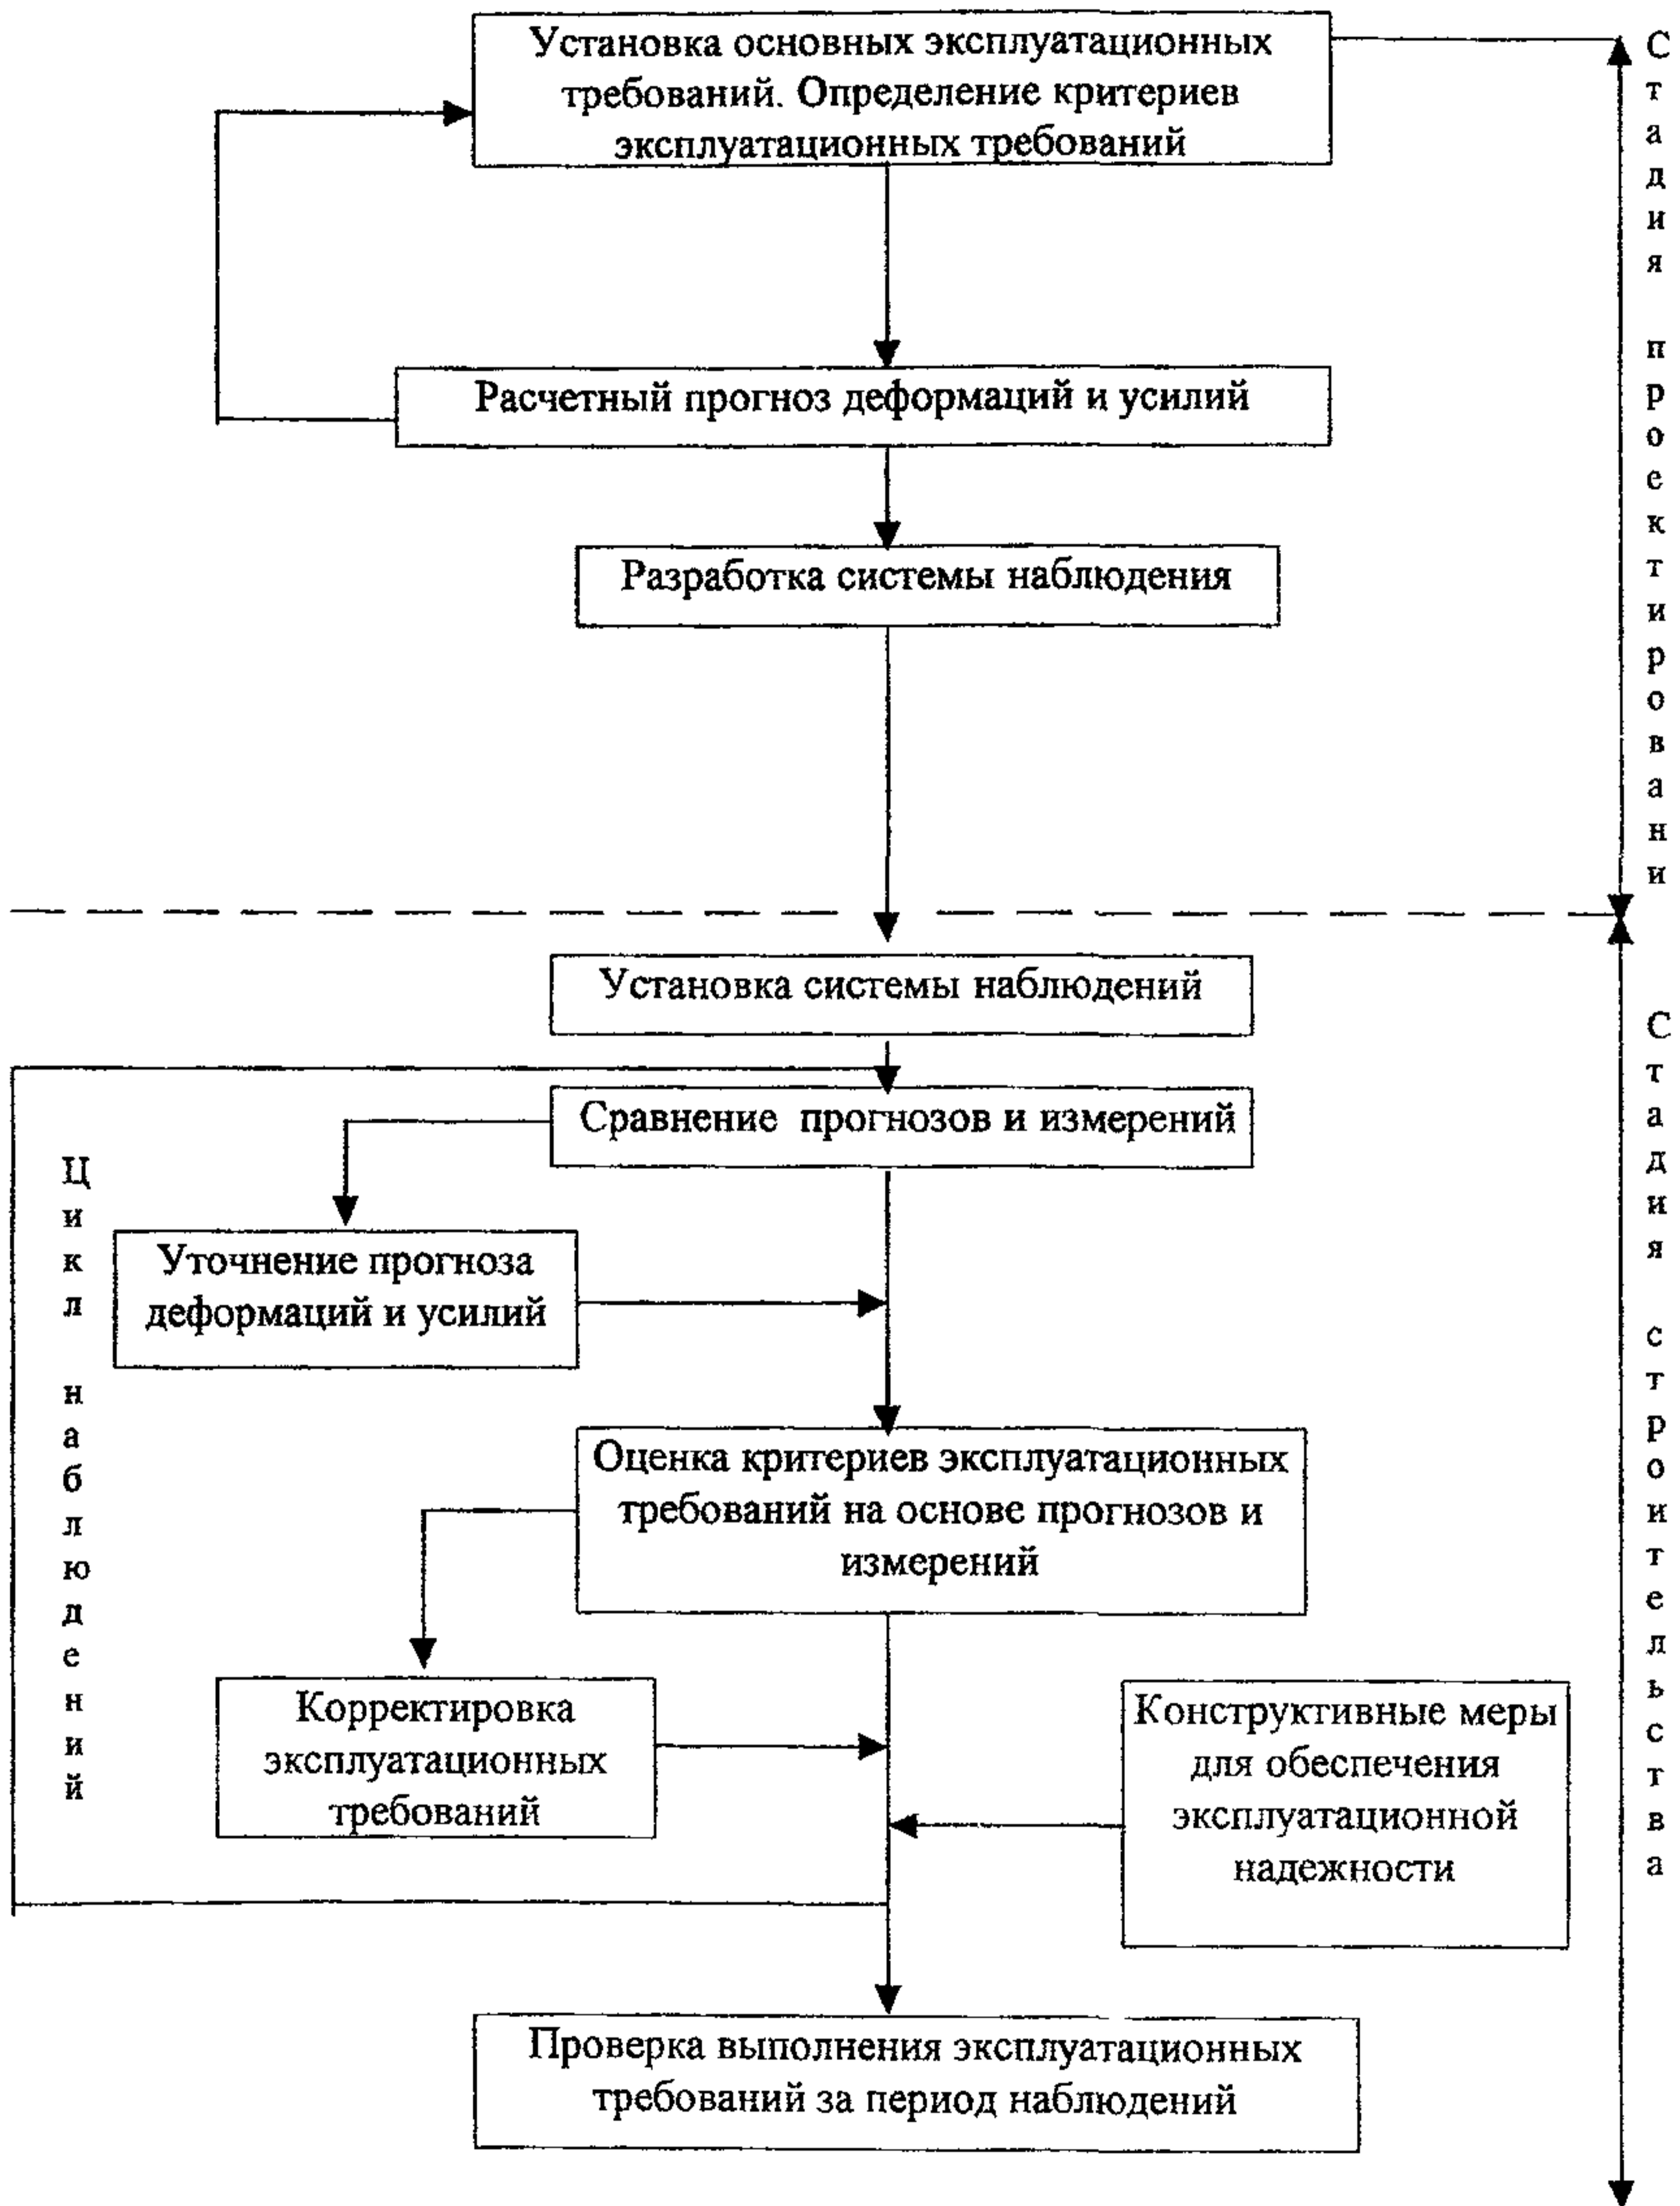 Установка основных эксплуатационных
требований. Определение критериев
эксплуатационных требований
Расчетный прогноз деформаций и усилий
Разработка системы наблюдения
Стадия проектировани
Установка системы наблюдений
Сравнение прогнозов и измерений
Уточнение прогноза
деформаций и усилий
Оценка критериев эксплуатационных
требований на основе прогнозов и
измерений
Корректировка
эксплуатационных
требований
Конструктивные меры
для обеспечения
эксплуатационной
надежности
Цикл наблюдений
Проверка выполнения эксплуатационных
требований за период наблюдений
Стадия строительства